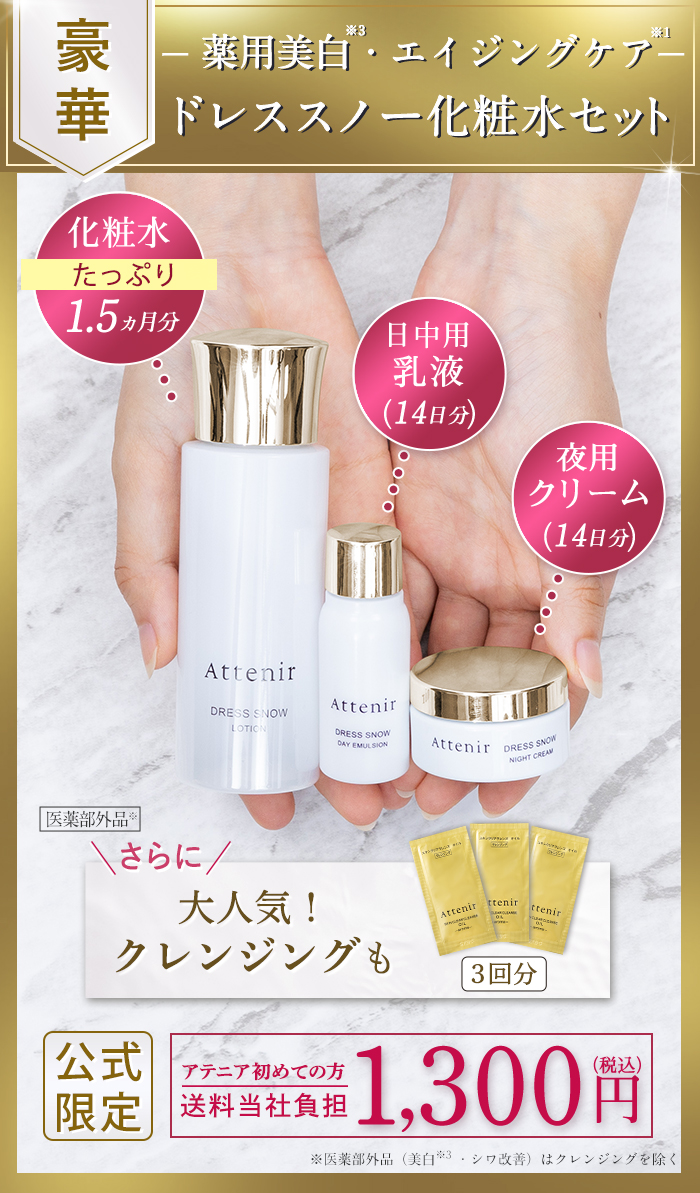 豪華
― 薬用美白※3・エイジングケア※1―
ドレススノー化粧水セット
化粧水
たっぷり
1.5ヵ月分
日中用
乳液
(14日分)
夜用
クリーム
(14日分)
Attenir
DRESS SNOW
LOTION
Attenir
DRESS SNOW
DAY EMULSION
Attenir
DRESS SNOW
NIGHT CREAM
医薬部外品※
\さらに/
大人気!
クレンジングも
Attenir
OIL
Attenir
CLEAR CLEANSE
OIL
Attenir
CLEAR CLEANSE
OIL
3回分
公式
限定
アテニア初めての方
送料当社負担
1,300円
(税込)
※医薬部外品(美白※3・シワ改善)はクレンジングを除く